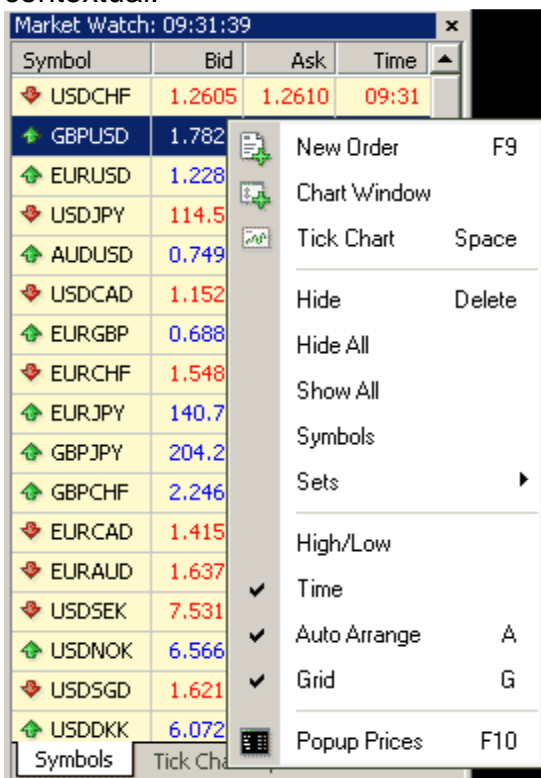 contextual.
Market Watch: 09:31:39
Symbol Bid Ask Time
USDCHF 1.2605 1.2610 09:31
GBPUSD 1.782
EURUSD 1.228
USDJPY 114.5
AUDUSD 0.749
USDCAD 1.152
EURGBP 0.688
EURCHF 1.548
EURJPY 140.7
GBPJPY 204.2
GBPCHF 2.246
EURCAD 1.415
EURAUD 1.637
USDSEK 7.531
USDNOK 6.566
USDSGD 1.621
USDDKK 6.072
Symbols Tick Cha
New Order F9
Chart Window
Tick Chart Space
Hide Delete
Hide All
Show All
Symbols
Sets
High/Low
Time
Auto Arrange A
Grid G
Popup Prices F10